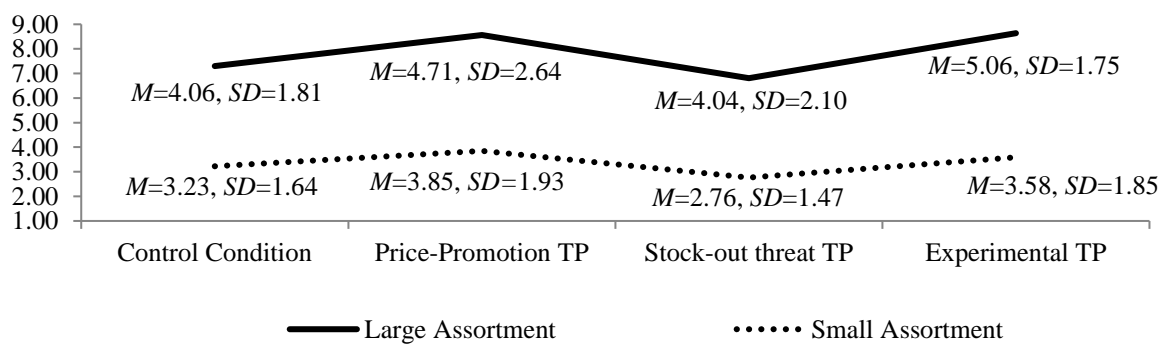 9.00
8.00
7.00
6.00
5.00
4.00
3.00
2.00
1.00
M=4.06, SD=1.81
M=4.71, SD=2.64
M=4.04, SD=2.10
M=5.06, SD=1.75
M=3.23, SD=1.64
M=3.85, SD=1.93
M=2.76, SD=1.47
M=3.58, SD=1.85
Control Condition
Price-Promotion TP
Stock-out threat TP
Experimental TP
Large Assortment
Small Assortment